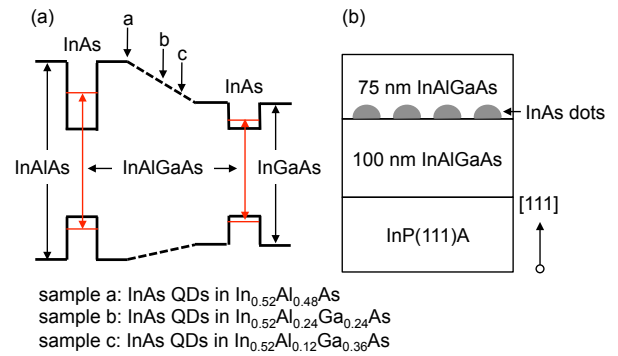 (a)
a
b
c
InAs
InAs
InAlAs
InAlGaAs
InGaAs
(b)
75 nm InAlGaAs
InAs dots
100 nm InAlGaAs
[111]
InP(111)A
sample a: InAs QDs in In0.52Al0.48As
sample b: InAs QDs in In0.52Al0.24Ga0.24As
sample c: InAs QDs in In0.52Al0.12Ga0.36As